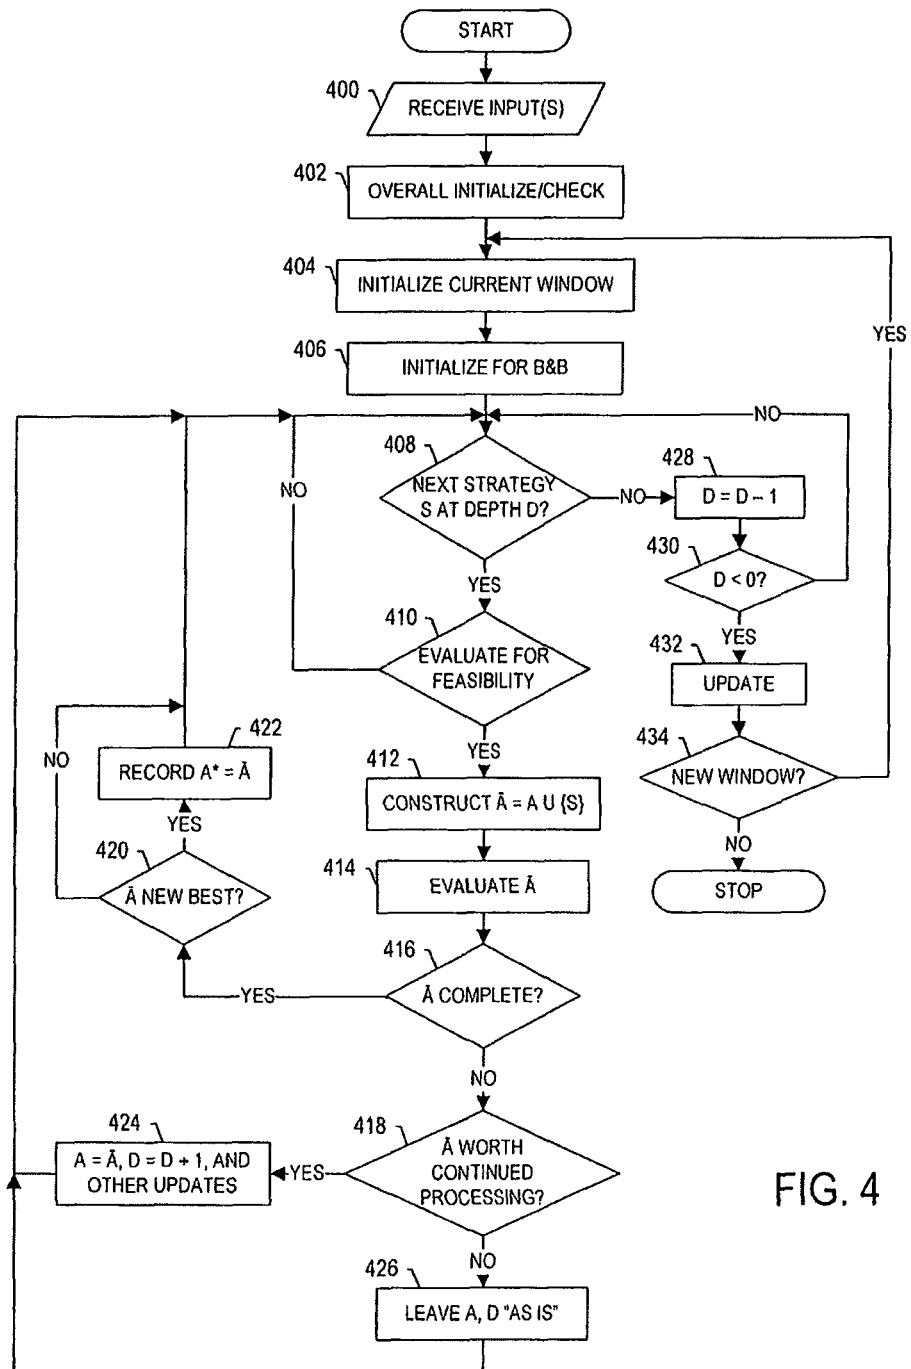 START
400
RECEIVE INPUT(S)
402
OVERALL INITIALIZE/CHECK
404
INITIALIZE CURRENT WINDOW
YES
406
INITIALIZE FOR B&B
NO
408
NEXT STRATEGY
S AT DEPTH D?
NO
428
D = D – 1
NO
430
D < 0?
YES
YES
410
EVALUATE FOR
FEASIBILITY
432
UPDATE
422
RECORD A* = Ā
NO
YES
412
CONSTRUCT Ā = A U {S}
434
NEW WINDOW?
YES
420
Ā NEW BEST?
414
EVALUATE Ā
NO
STOP
416
Ā COMPLETE?
YES
NO
424
A = Ā, D = D + 1, AND
OTHER UPDATES
YES
418
Ā WORTH
CONTINUED
PROCESSING?
FIG. 4
NO
426
LEAVE A, D "AS IS"